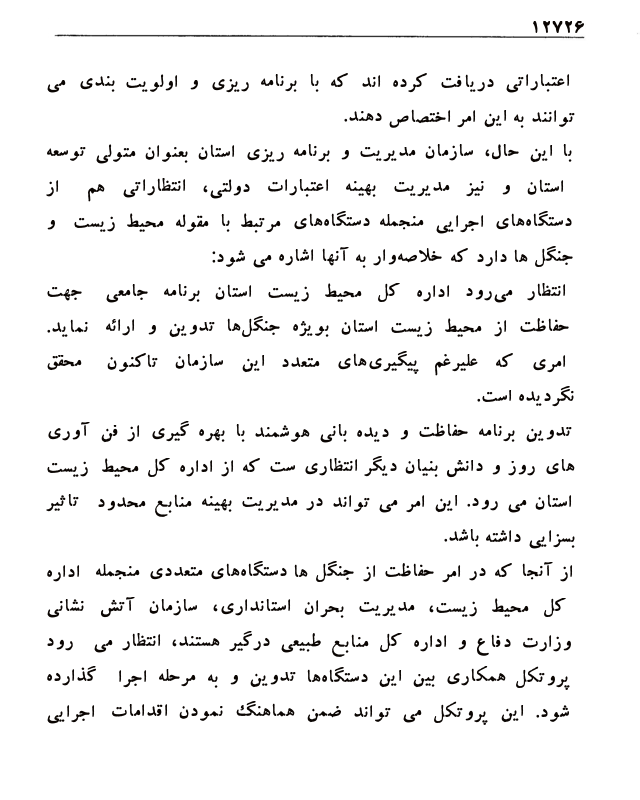 ۱۲۷۲۶
اعتباراتی دریافت کرده اند که با برنامه ریزی و اولویت بندی می
توانند به این امر اختصاص دهند.
با این حال، سازمان مدیریت و برنامه ریزی استان بعنوان متولی توسعه
استان و نیز مدیریت بهینه اعتبارات دولتی، انتظاراتی هم از
دستگاه‌های اجرایی منجمله دستگاه‌های مرتبط با مقوله محیط زیست و
جنگل ها دارد که خلاصه‌وار به آنها اشاره می شود:
انتظار می‌رود اداره کل محیط زیست استان برنامه جامعی جهت
حفاظت از محیط زیست استان بویژه جنگل‌ها تدوین و ارائه نماید.
امری که علیرغم پیگیری‌های متعدد این سازمان تاکنون محقق
نگردیده است.
تدوین برنامه حفاظت و دیده بانی هوشمند با بهره گیری از فن آوری
های روز و دانش بنیان دیگر انتظاری ست که از اداره کل محیط زیست
استان می رود. این امر می تواند در مدیریت بهینه منابع محدود تاثیر
بسزایی داشته باشد.
از آنجا که در امر حفاظت از جنگل ها دستگاه‌های متعددی منجمله اداره
کل محیط زیست، مدیریت بحران استانداری، سازمان آتش نشانی
وزارت دفاع و اداره کل منابع طبیعی درگیر هستند، انتظار می رود
پروتکل همکاری بین این دستگاه‌ها تدوین و به مرحله اجرا گذارده
شود. این پروتکل می تواند ضمن هماهنگ نمودن اقدامات اجرایی